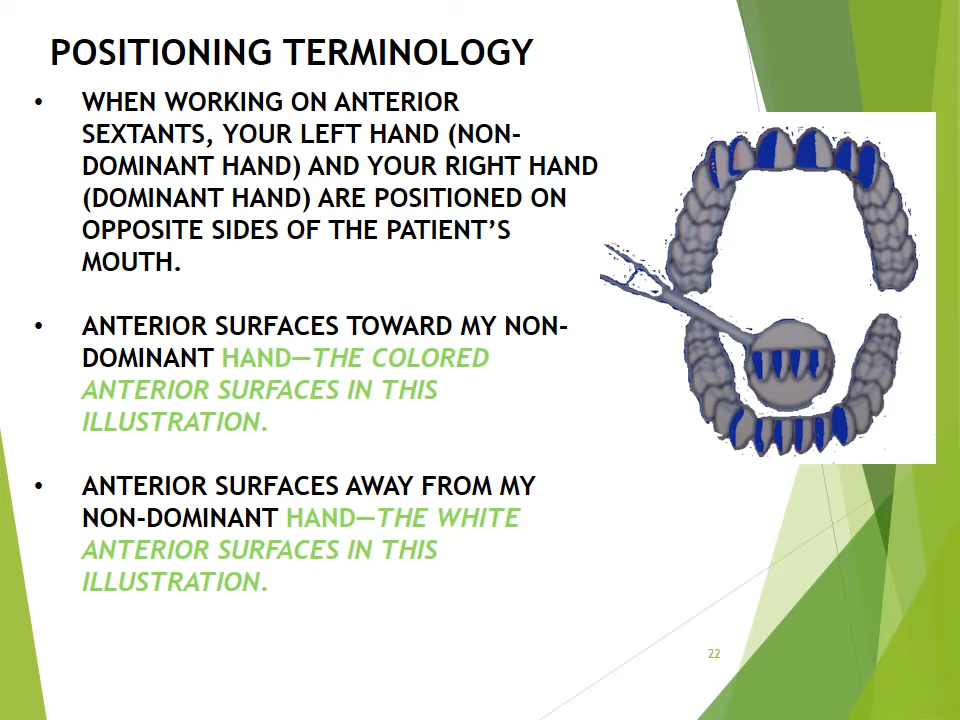 POSITIONING TERMINOLOGY
• WHEN WORKING ON ANTERIOR
SEXTANTS, YOUR LEFT HAND (NON-
DOMINANT HAND) AND YOUR RIGHT HAND
(DOMINANT HAND) ARE POSITIONED ON
OPPOSITE SIDES OF THE PATIENT’S
MOUTH.
• ANTERIOR SURFACES TOWARD MY NON-
DOMINANT HAND—THE COLORED
ANTERIOR SURFACES IN THIS
ILLUSTRATION.
• ANTERIOR SURFACES AWAY FROM MY
NON-DOMINANT HAND—THE WHITE
ANTERIOR SURFACES IN THIS
ILLUSTRATION.
22